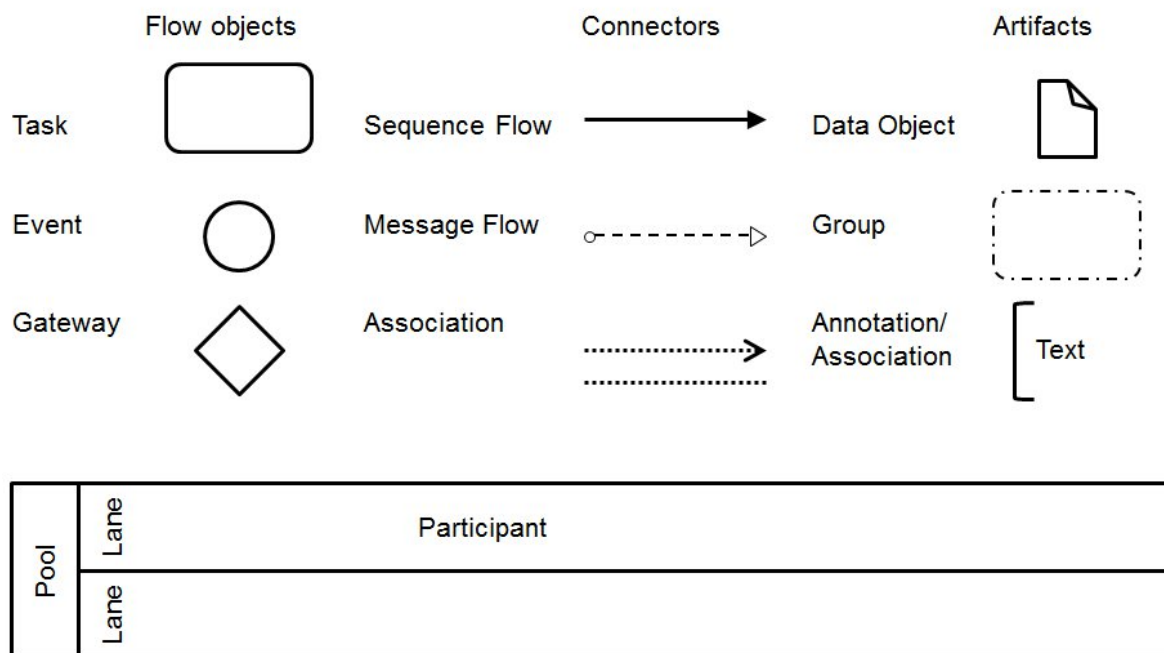 Flow objects
Connectors
Artifacts
Task
Sequence Flow
Data Object
Event
Message Flow
Group
Gateway
Association
Annotation/
Association
Text
Pool
Lane
Participant
Lane